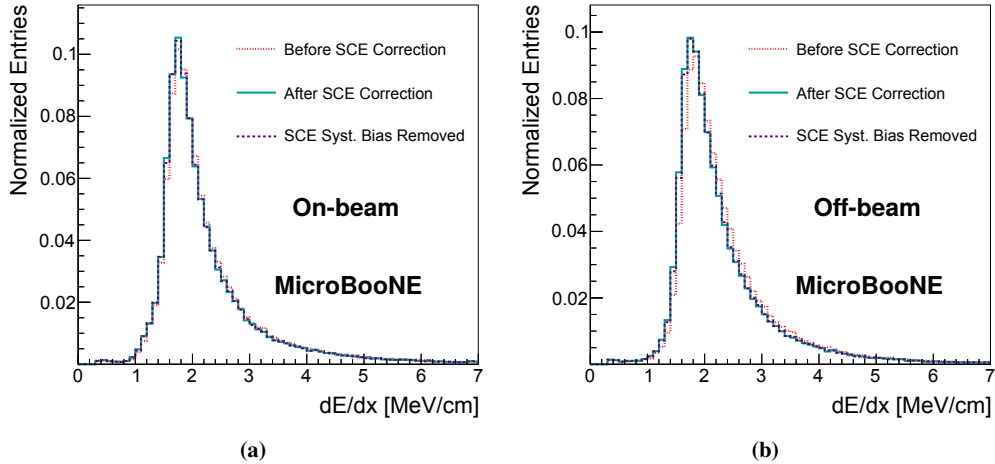 Normalized Entries
0.1
0.08
0.06
0.04
0.02
Before SCE Correction
After SCE Correction
SCE Syst. Bias Removed
On-beam
MicroBooNE
0 1 2 3 4 5 6 7
dE/dx [MeV/cm]
(a)
Normalized Entries
0.1
0.08
0.06
0.04
0.02
Before SCE Correction
After SCE Correction
SCE Syst. Bias Removed
Off-beam
MicroBooNE
0 1 2 3 4 5 6 7
dE/dx [MeV/cm]
(b)